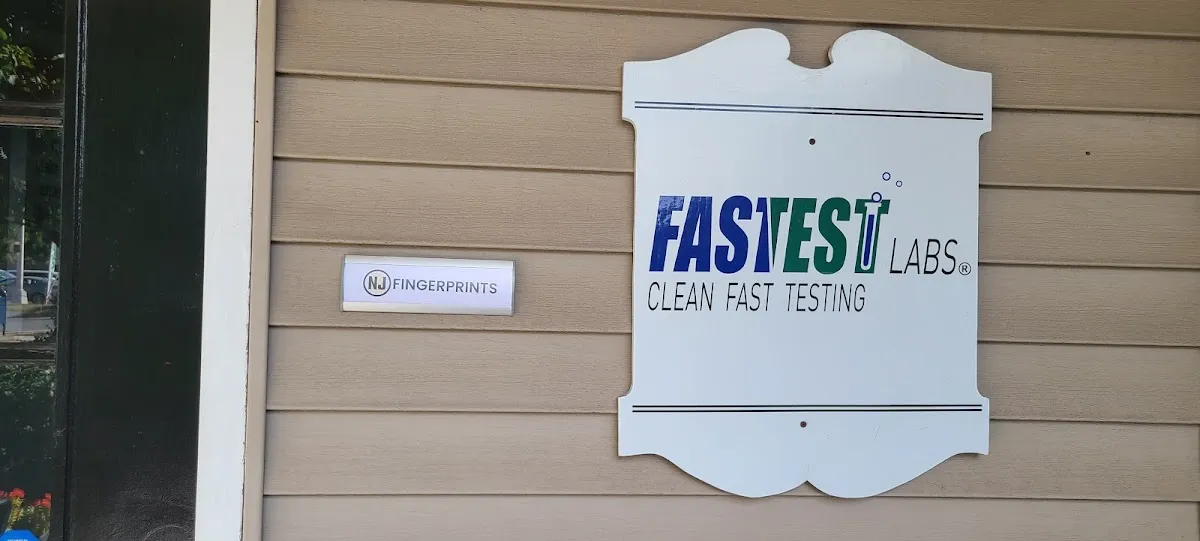 NJ FINGERPRINTS
FASTEST LABS®
CLEAN FAST TESTING